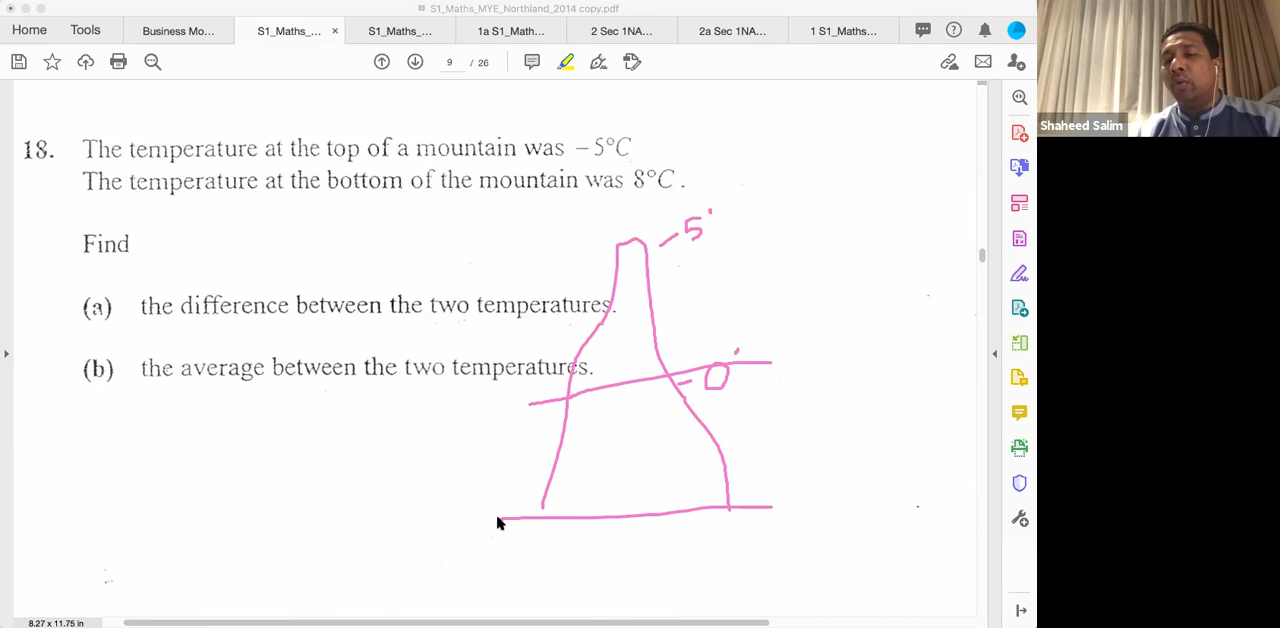 S1_Maths_MYE_Northland_2014 copy.pdf
Home Tools Business Mo... S1_Maths_... × S1_Maths_... 1a S1_Math... 2 Sec 1NA... 2a Sec 1NA... 1 S1_Maths...
9 / 26
Shaheed Salim
18. The temperature at the top of a mountain was -5°C
The temperature at the bottom of the mountain was 8°C.
-5°
Find
(a) the difference between the two temperatures.
(b) the average between the two temperatures.
-0°
8.27 x 11.75 in